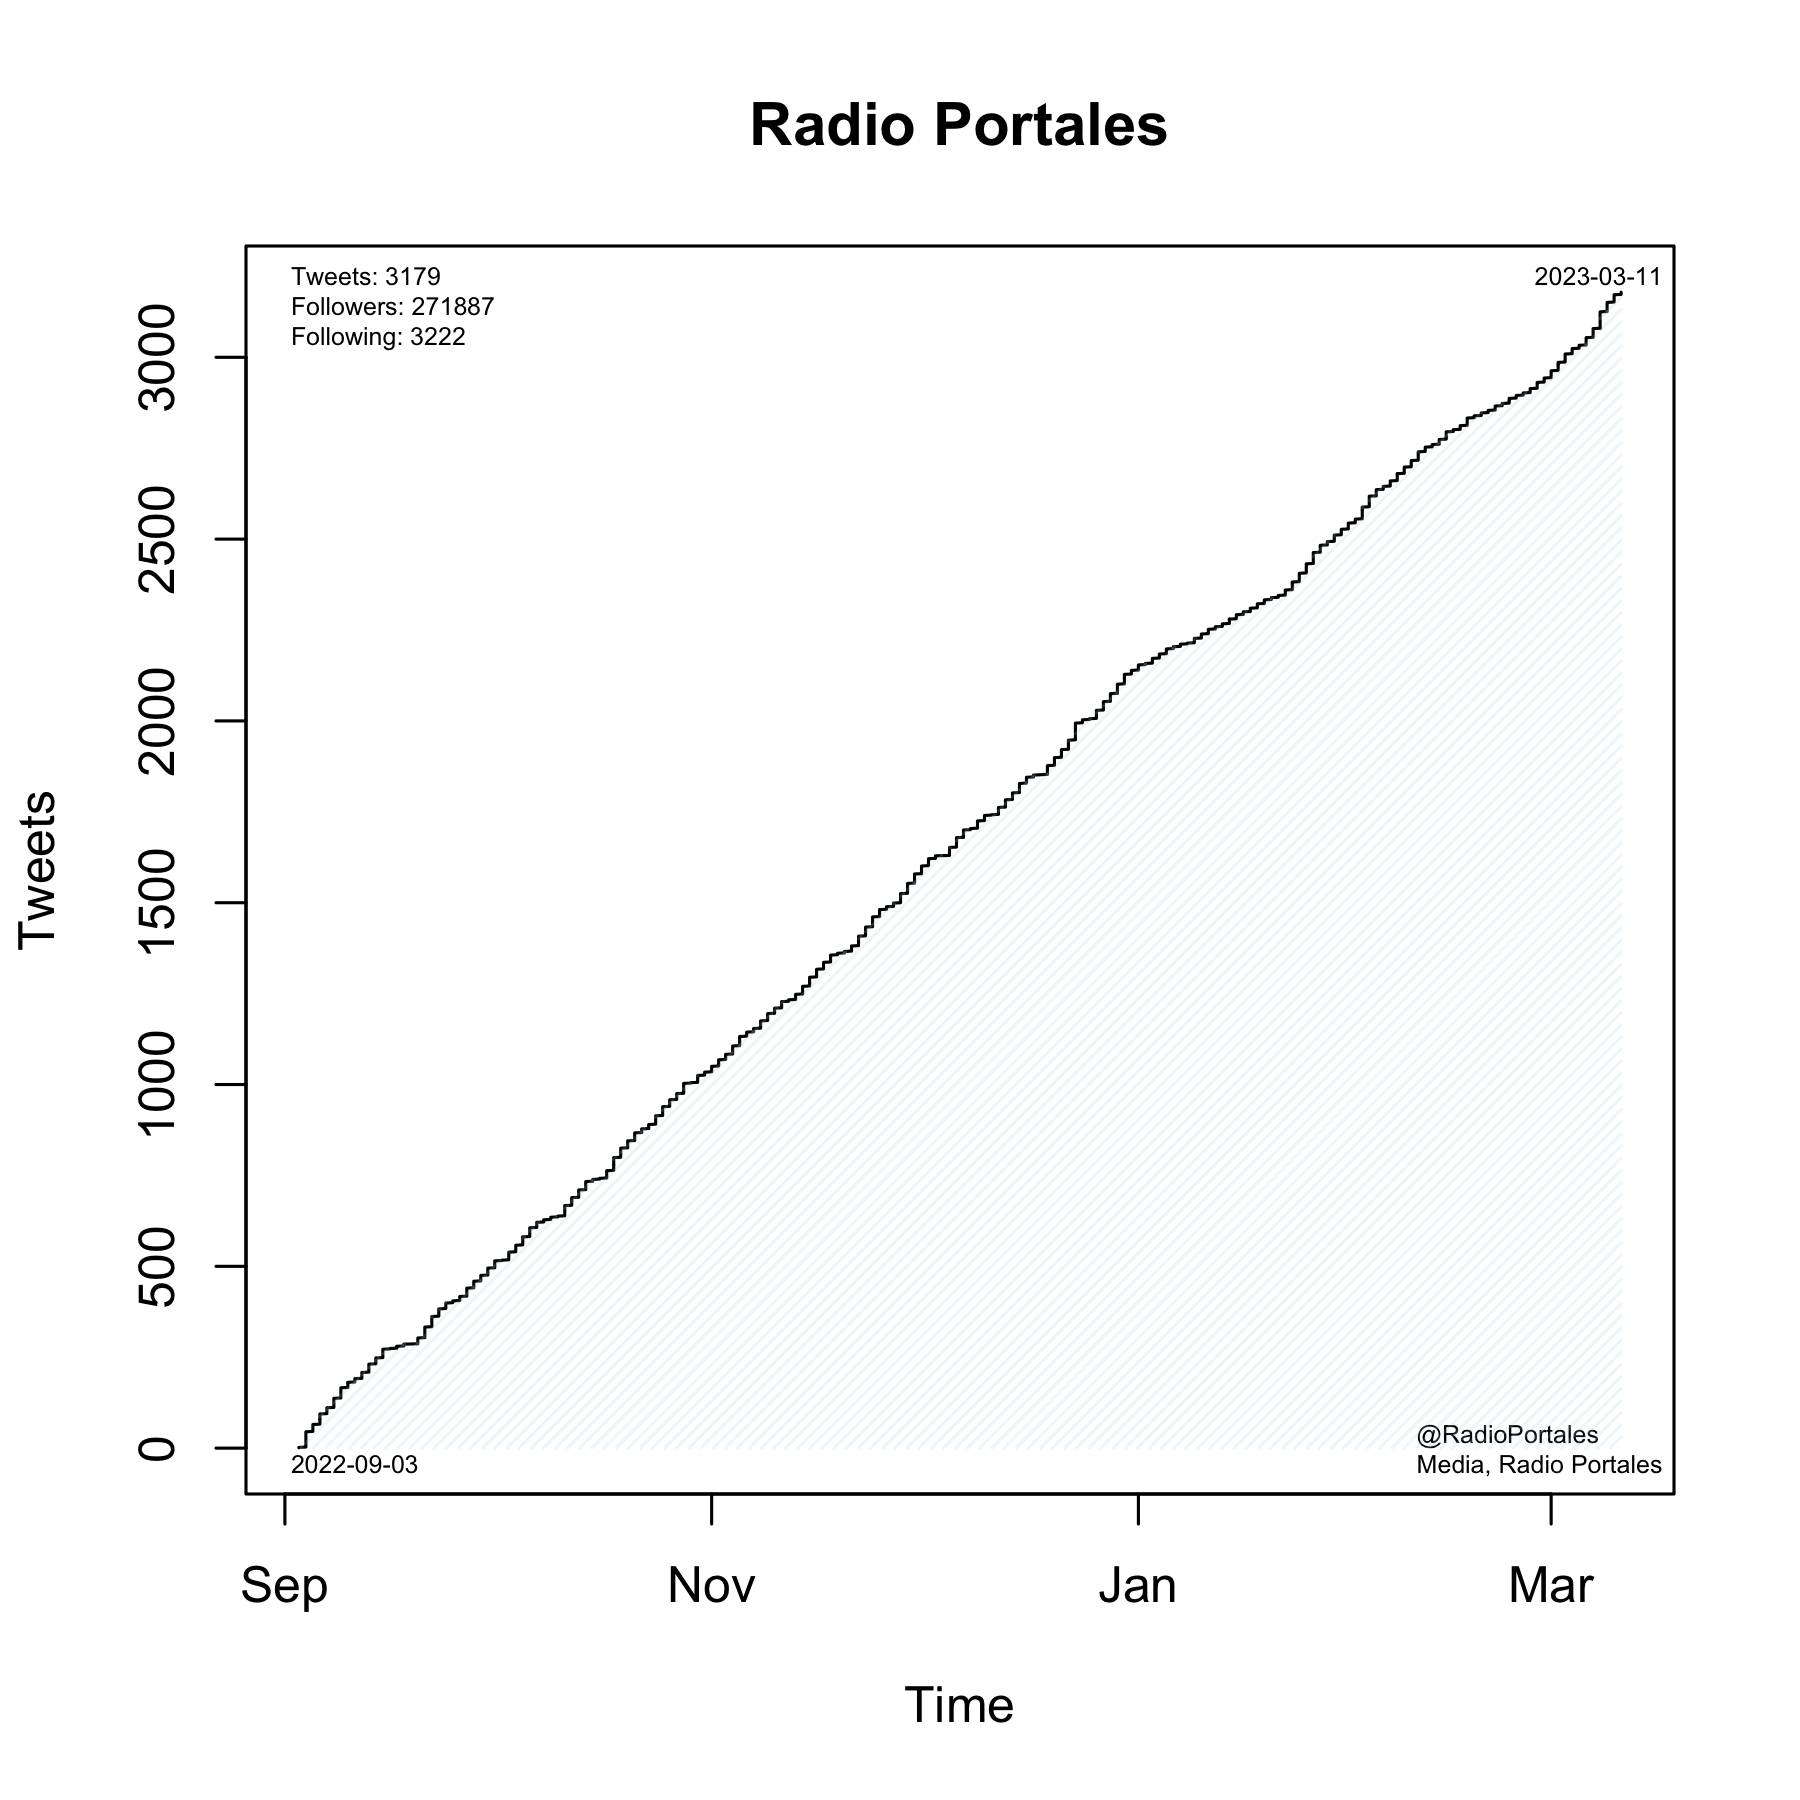 Radio Portales
Tweets: 3179
Followers: 271887
Following: 3222
2023-03-11
3000
2500
2000
1500
1000
500
0
Tweets
@RadioPortales
Media, Radio Portales
2022-09-03
Sep Nov Jan Mar
Time